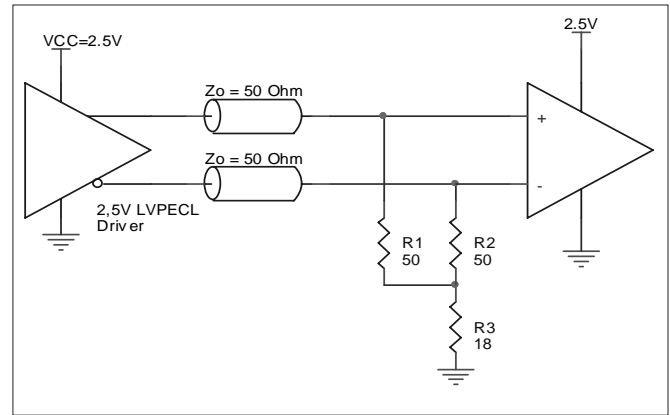 VCC=2.5V
2.5V
Zo = 50 Ohm
+
Zo = 50 Ohm
-
2,5V LVPECL
Driver
R1
50
R2
50
R3
18